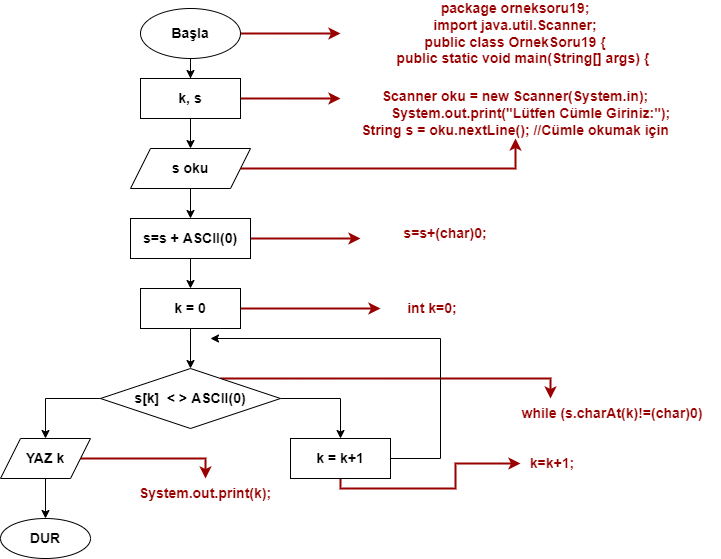 package orneksoru19;
import java.util.Scanner;
public class OrnekSoru19 {
public static void main(String[] args) {
Başla
k, s
Scanner oku = new Scanner(System.in);
System.out.print("Lütfen Cümle Giriniz:");
String s = oku.nextLine(); //Cümle okumak için
s oku
s=s + ASCII(0)
s=s+(char)0;
k = 0
int k=0;
s[k] < > ASCII(0)
while (s.charAt(k)!=(char)0)
YAZ k
k = k+1
k=k+1;
System.out.print(k);
DUR